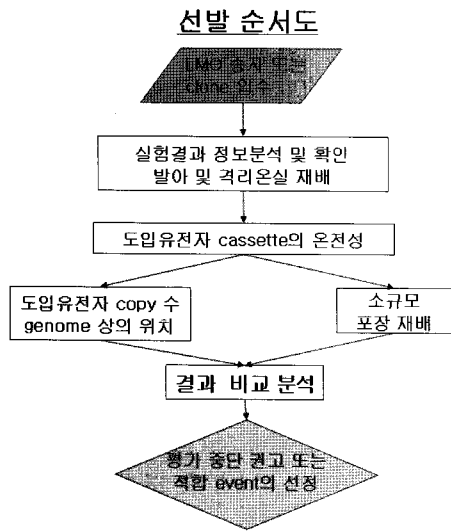 선발 순서도
LMO 종자 또는
clone 입수
실험결과 정보분석 및 확인
발아 및 격리온실 재배
도입유전자 cassette의 온전성
도입유전자 copy 수
genome 상의 위치
소규모
포장 재배
결과 비교 분석
평가 중단 권고 또는
적합 event의 선정